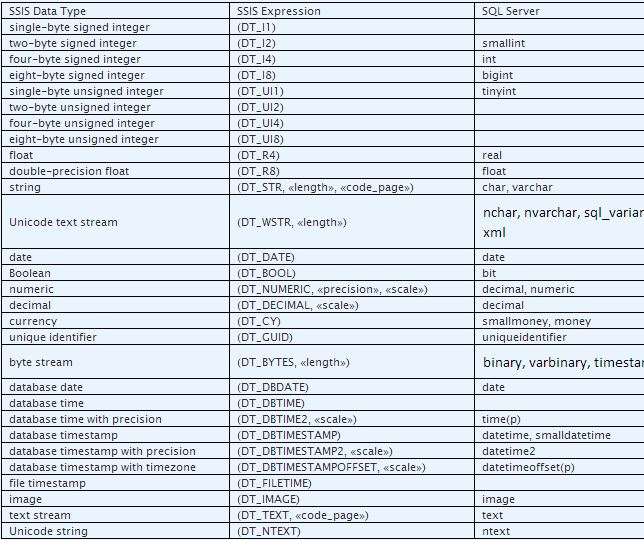 SSIS Data Type SSIS Expression SQL Server
single-byte signed integer (DT_I1)
two-byte signed integer (DT_I2) smallint
four-byte signed integer (DT_I4) int
eight-byte signed integer (DT_I8) bigint
single-byte unsigned integer (DT_UI1) tinyint
two-byte unsigned integer (DT_UI2)
four-byte unsigned integer (DT_UI4)
eight-byte unsigned integer (DT_UI8)
float (DT_R4) real
double-precision float (DT_R8) float
string (DT_STR, «length», «code_page») char, varchar
Unicode text stream (DT_WSTR, «length») nchar, nvarchar, sql_varian
xml
date (DT_DATE) date
Boolean (DT_BOOL) bit
numeric (DT_NUMERIC, «precision», «scale») decimal, numeric
decimal (DT_DECIMAL, «scale») decimal
currency (DT_CY) smallmoney, money
unique identifier (DT_GUID) uniqueidentifier
byte stream (DT_BYTES, «length») binary, varbinary, timestam
database date (DT_DBDATE) date
database time (DT_DBTIME)
database time with precision (DT_DBTIME2, «scale») time(p)
database timestamp (DT_DBTIMESTAMP) datetime, smalldatetime
database timestamp with precision (DT_DBTIMESTAMP2, «scale») datetime2
database timestamp with timezone (DT_DBTIMESTAMPOFFSET, «scale») datetimeoffset(p)
file timestamp (DT_FILETIME)
image (DT_IMAGE) image
text stream (DT_TEXT, «code_page») text
Unicode string (DT_NTEXT) ntext